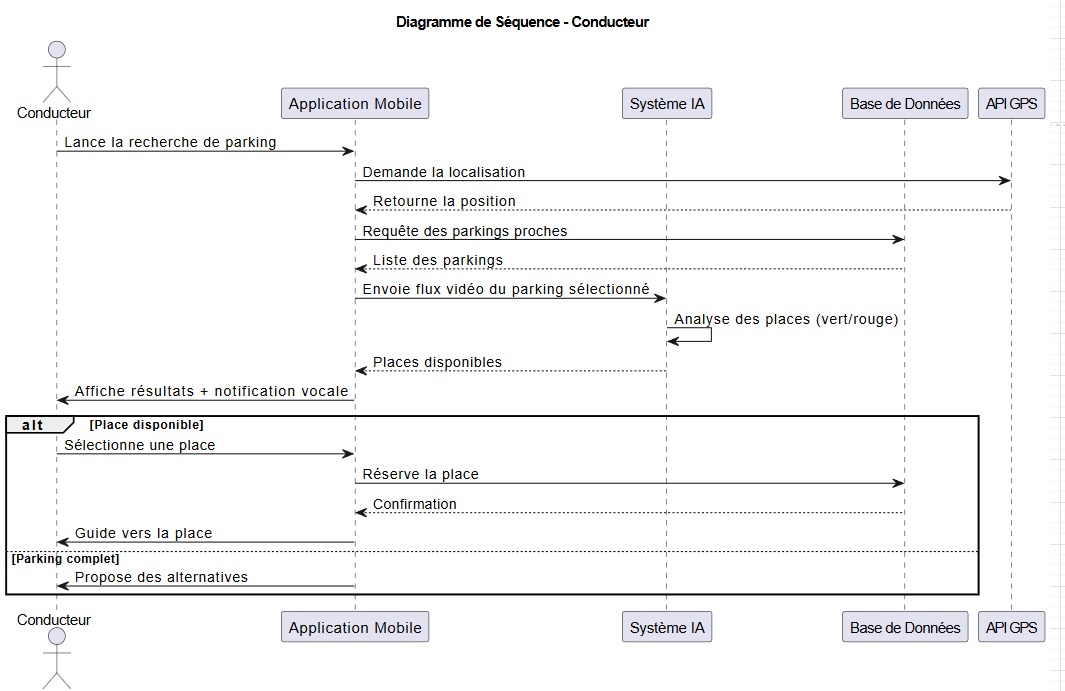 Diagramme de Séquence - Conducteur
Conducteur
Application Mobile
Système IA
Base de Données
API GPS
Lance la recherche de parking
Demande la localisation
Retourne la position
Requête des parkings proches
Liste des parkings
Envoie flux vidéo du parking sélectionné
Analyse des places (vert/rouge)
Places disponibles
Affiche résultats + notification vocale
alt
[Place disponible]
Sélectionne une place
Réserve la place
Confirmation
Guide vers la place
[Parking complet]
Propose des alternatives
Conducteur
Application Mobile
Système IA
Base de Données
API GPS